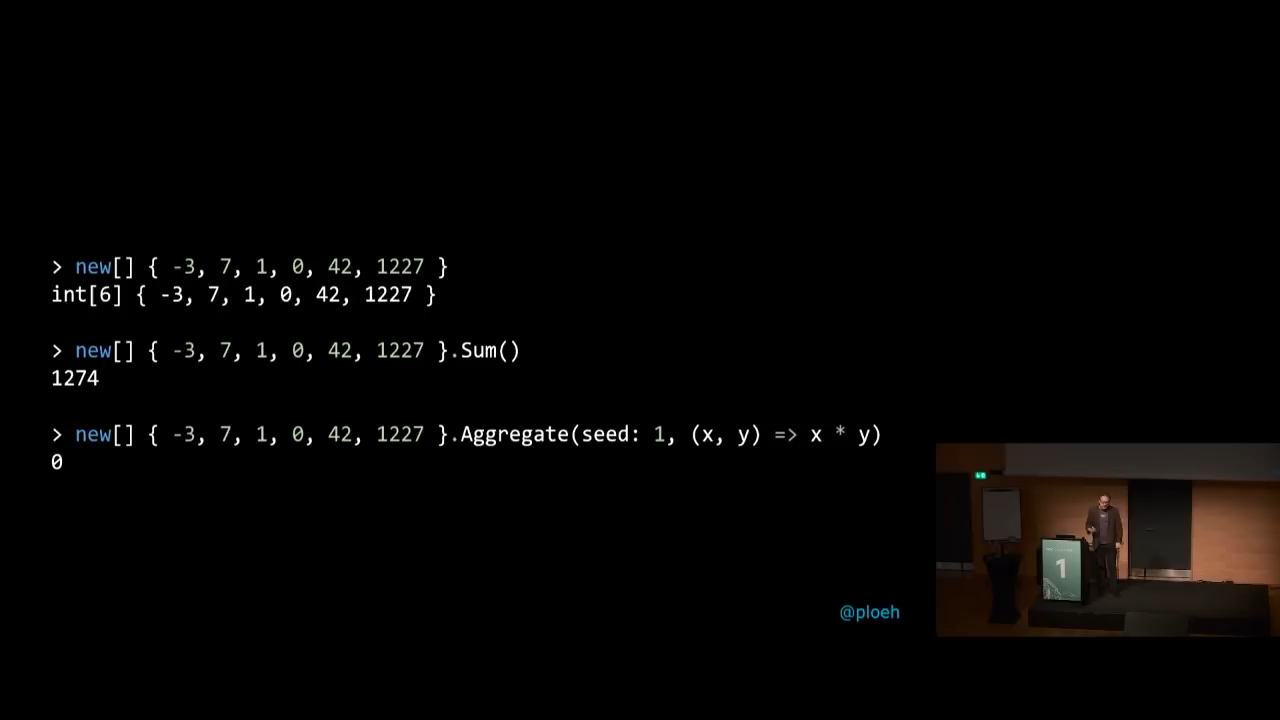 > new[] { -3, 7, 1, 0, 42, 1227 }
int[6] { -3, 7, 1, 0, 42, 1227 }
> new[] { -3, 7, 1, 0, 42, 1227 }.Sum()
1274
> new[] { -3, 7, 1, 0, 42, 1227 }.Aggregate(seed: 1, (x, y) => x * y)
0
@ploeh
1